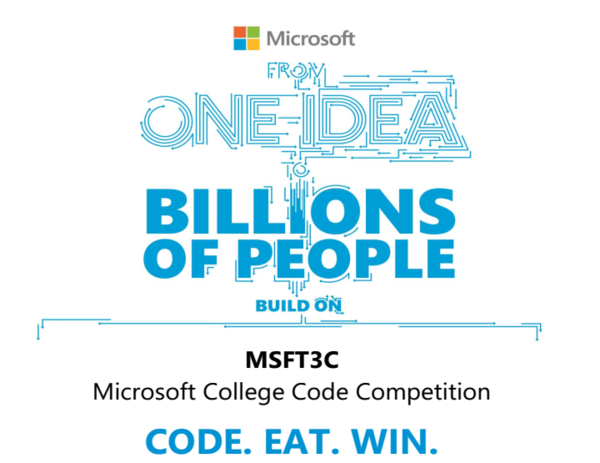 Microsoft
FROM
ONE IDEA
TO
BILLIONS
OF PEOPLE
BUILD ON
MSFT3C
Microsoft College Code Competition
CODE. EAT. WIN.